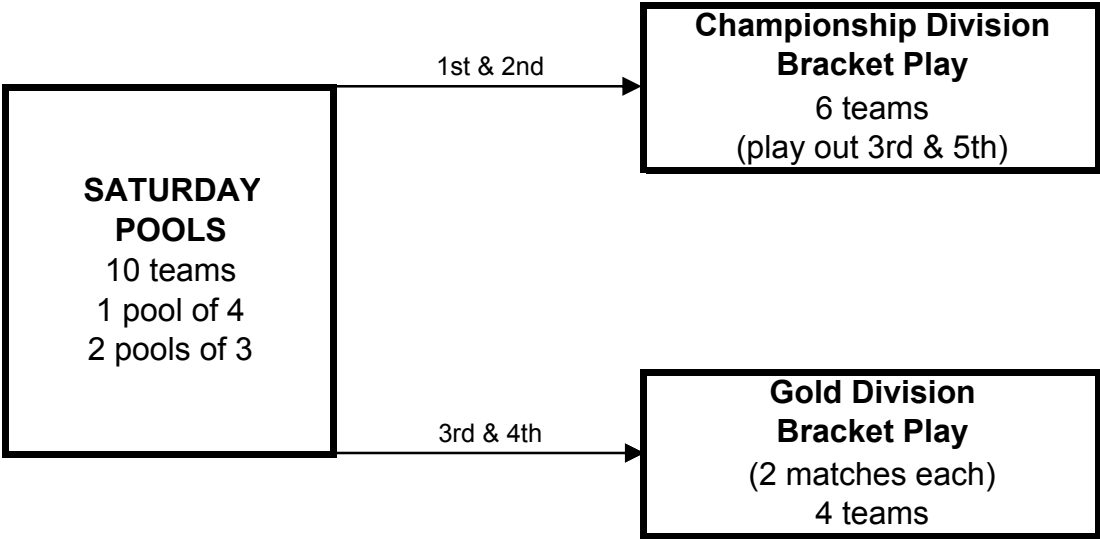 SATURDAY
POOLS
10 teams
1 pool of 4
2 pools of 3
1st & 2nd
Championship Division
Bracket Play
6 teams
(play out 3rd & 5th)
3rd & 4th
Gold Division
Bracket Play
(2 matches each)
4 teams